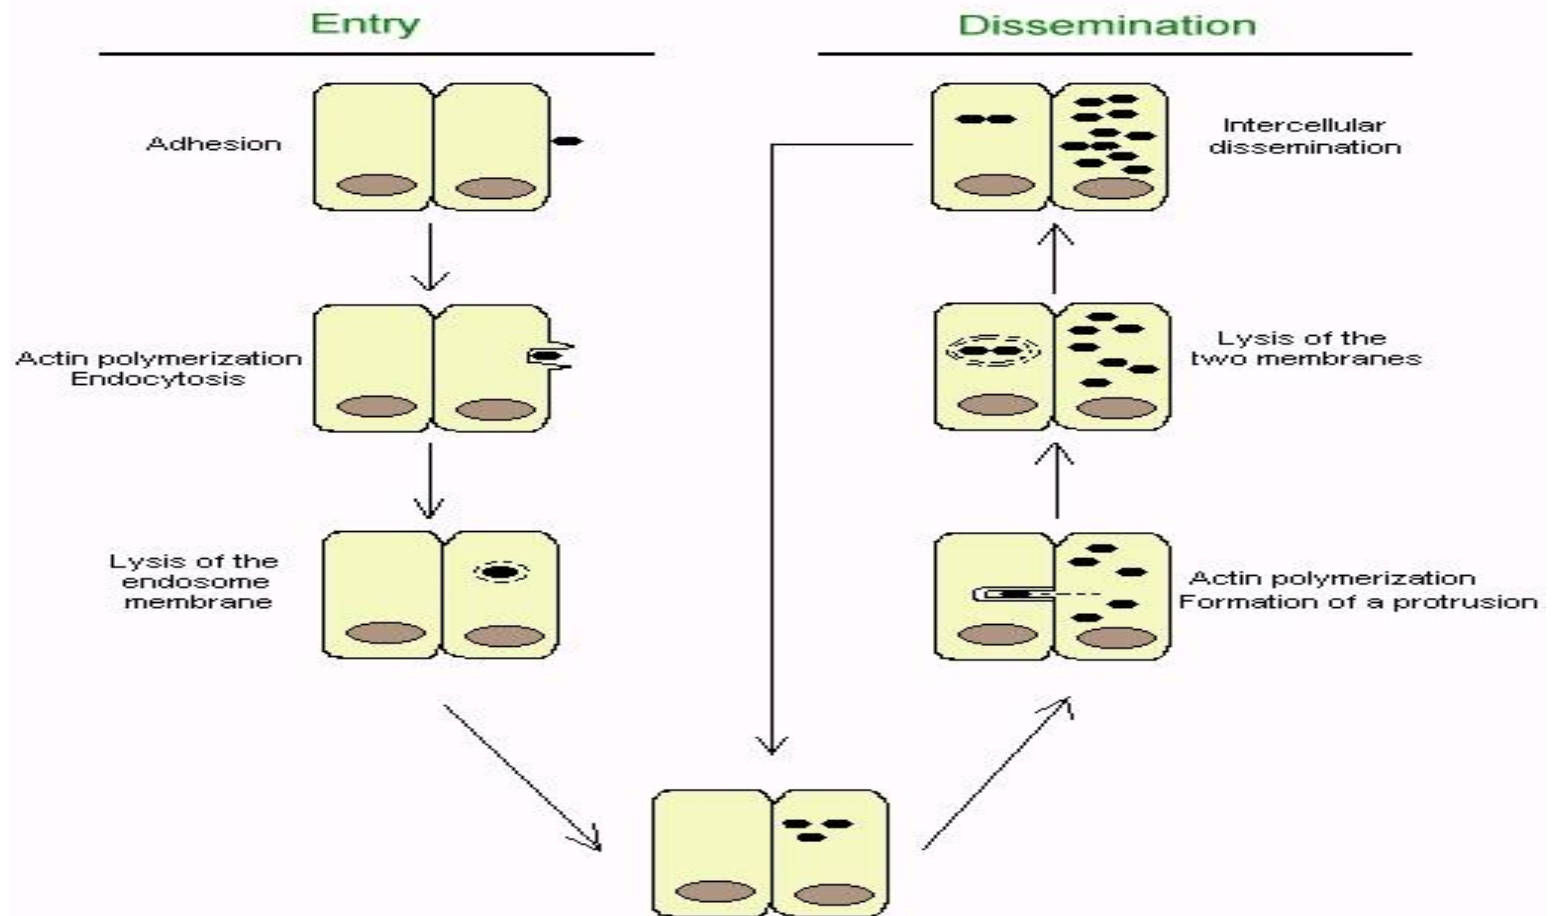 Entry
Adhesion
Actin polymerization
Endocytosis
Lysis of the
endosome
membrane
Dissemination
Intercellular
dissemination
Lysis of the
two membranes
Actin polymerization
Formation of a protrusion